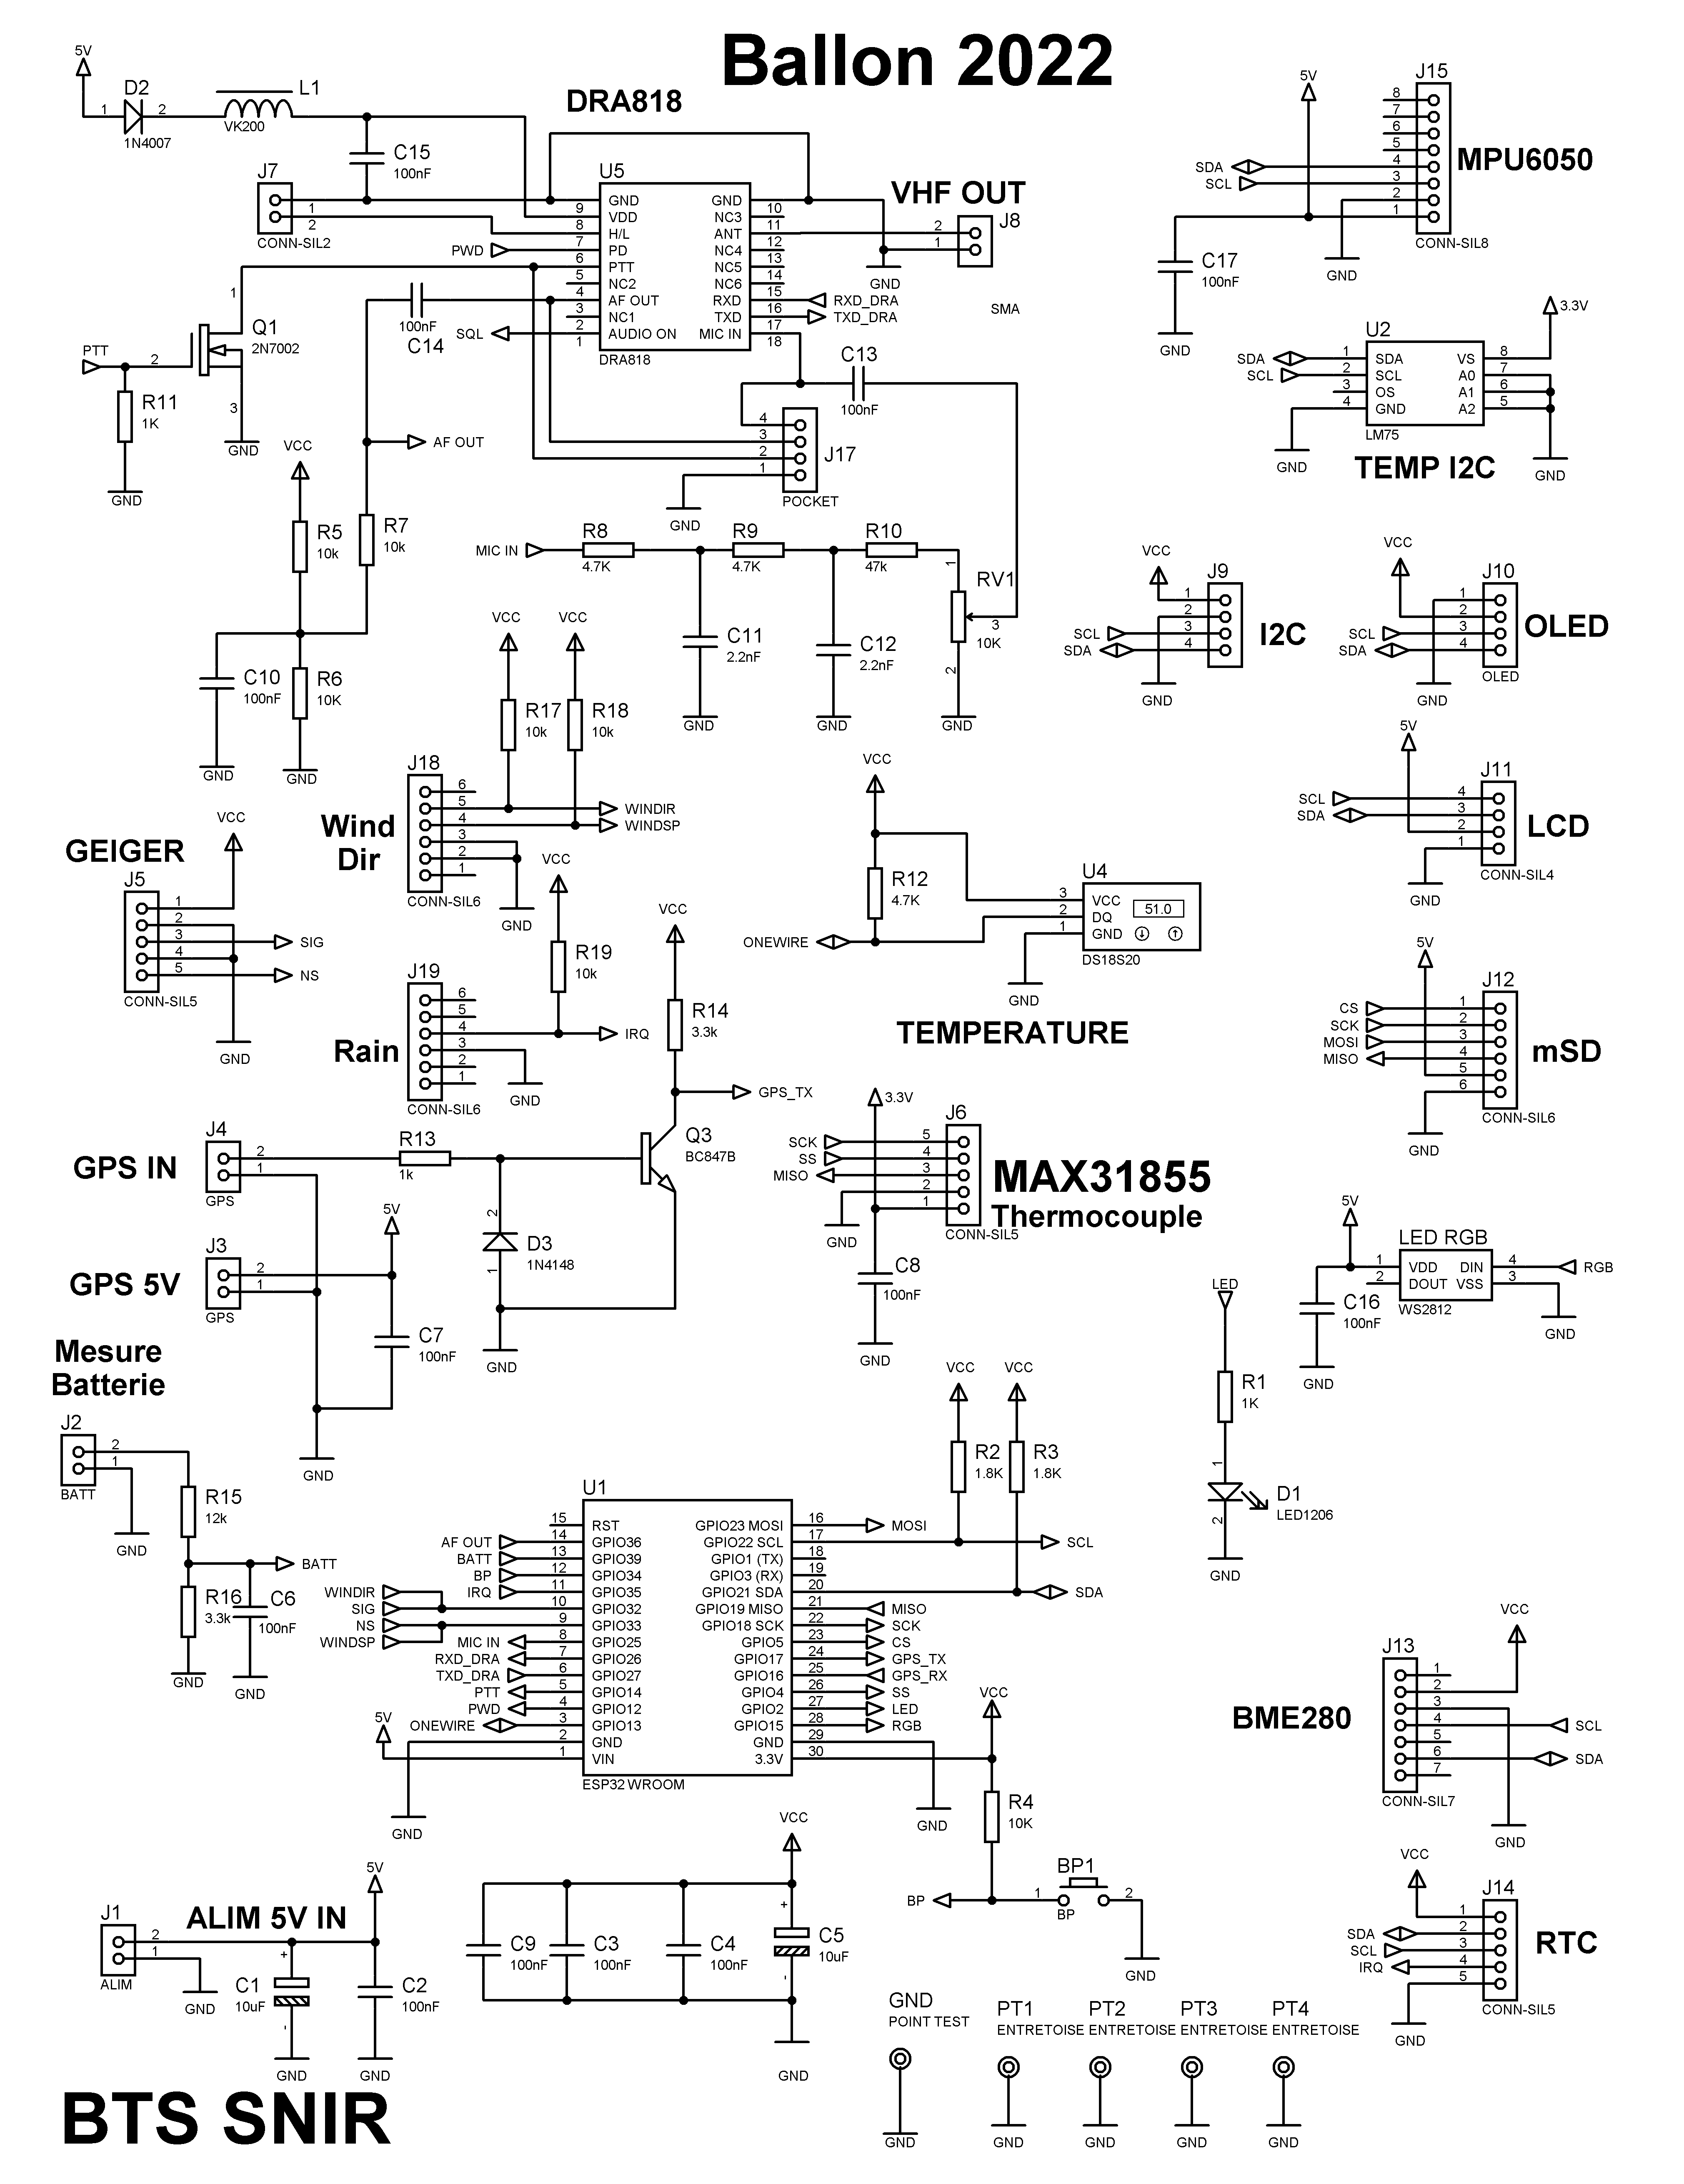 Ballon 2022
DRA818
5V
D2
1
2
1N4007
L1
VK200
C15
100nF
J7
1
2
CONN-SIL2
U5
GND
VDD
H/L
PD
PTT
NC2
AF OUT
NC1
AUDIO ON
9
8
7
6
5
4
3
2
1
GND
NC3
ANT
NC4
NC5
NC6
RXD
TXD
MIC IN
10
11
12
13
14
15
16
17
18
DRA818
PWD
SQL
RXD_DRA
TXD_DRA
VHF OUT
J8
2
1
GND
SMA
1
Q1
2N7002
PTT
2
3
R11
1K
GND
GND
100nF
C14
AF OUT
C13
100nF
4
3
2
1
J17
POCKET
GND
VCC
R5
10k
R7
10k
C10
100nF
R6
10K
GND
GND
MIC IN
R8
4.7K
R9
4.7K
R10
47k
1
RV1
3
10K
2
C11
2.2nF
C12
2.2nF
GND
GND
GND
5V
J15
8
7
6
5
4
3
2
1
SDA
SCL
MPU6050
CONN-SIL8
C17
100nF
GND
GND
3.3V
U2
SDA
SCL
1
2
3
4
SDA
SCL
OS
GND
VS
A0
A1
A2
8
7
6
5
LM75
GND
GND
TEMP I2C
VCC
J9
1
2
3
4
SCL
SDA
I2C
GND
VCC
J10
1
2
3
4
SCL
SDA
OLED
OLED
GND
5V
J11
4
3
2
1
SCL
SDA
LCD
CONN-SIL4
GND
VCC
VCC
R17
10k
R18
10k
J18
6
5
4
3
2
1
WINDIR
WINDSP
Wind
Dir
CONN-SIL6
GND
GEIGER
VCC
J5
1
2
3
4
5
SIG
NS
CONN-SIL5
GND
VCC
R19
10k
J19
6
5
4
3
2
1
IRQ
Rain
CONN-SIL6
GND
VCC
R12
4.7K
ONEWIRE
3
2
1
U4
VCC
DQ
GND
51.0
DS18S20
GND
TEMPERATURE
5V
J12
CS
SCK
MOSI
MISO
1
2
3
4
5
6
mSD
CONN-SIL6
GND
VCC
R14
3.3k
GPS_TX
Q3
BC847B
GPS IN
J4
2
1
GPS
R13
1k
2
D3
1N4148
1
GND
GPS 5V
J3
2
1
GPS
5V
C7
100nF
GND
3.3V
J6
SCK
SS
MISO
5
4
3
2
1
MAX31855
Thermocouple
CONN-SIL5
GND
C8
100nF
GND
5V
LED RGB
1
2
VDD
DOUT
DIN
VSS
4
3
RGB
WS2812
C16
100nF
GND
GND
LED
R1
1K
1
D1
LED1206
2
GND
Mesure
Batterie
J2
2
1
BATT
GND
R15
12k
BATT
R16
3.3k
C6
100nF
GND
GND
VCC
VCC
R2
1.8K
R3
1.8K
U1
AF OUT
BATT
BP
IRQ
WINDIR
SIG
NS
WINDSP
MIC IN
RXD_DRA
TXD_DRA
PTT
PWD
ONEWIRE
15
14
13
12
11
10
9
8
7
6
5
4
3
2
1
RST
GPIO36
GPIO39
GPIO34
GPIO35
GPIO32
GPIO33
GPIO25
GPIO26
GPIO27
GPIO14
GPIO12
GPIO13
GND
VIN
GPIO23 MOSI
GPIO22 SCL
GPIO1 (TX)
GPIO3 (RX)
GPIO21 SDA
GPIO19 MISO
GPIO18 SCK
GPIO5
GPIO17
GPIO16
GPIO4
GPIO2
GPIO15
GND
3.3V
16
17
18
19
20
21
22
23
24
25
26
27
28
29
30
MOSI
SCL
SDA
MISO
SCK
CS
GPS_TX
GPS_RX
SS
LED
RGB
ESP32 WROOM
5V
GND
GND
VCC
R4
10K
BP
1
BP1
BP
2
GND
VCC
J13
1
2
3
4
5
6
7
SCL
SDA
BME280
CONN-SIL7
GND
VCC
J14
SDA
SCL
IRQ
1
2
3
4
5
RTC
CONN-SIL5
GND
ALIM 5V IN
5V
J1
2
1
ALIM
GND
+
C1
10uF
-
C2
100nF
GND
GND
VCC
C9
100nF
C3
100nF
C4
100nF
+
C5
10uF
-
GND
GND
POINT TEST
PT1
ENTRETOISE
PT2
ENTRETOISE
PT3
ENTRETOISE
PT4
ENTRETOISE
GND
GND
GND
GND
GND
BTS SNIR